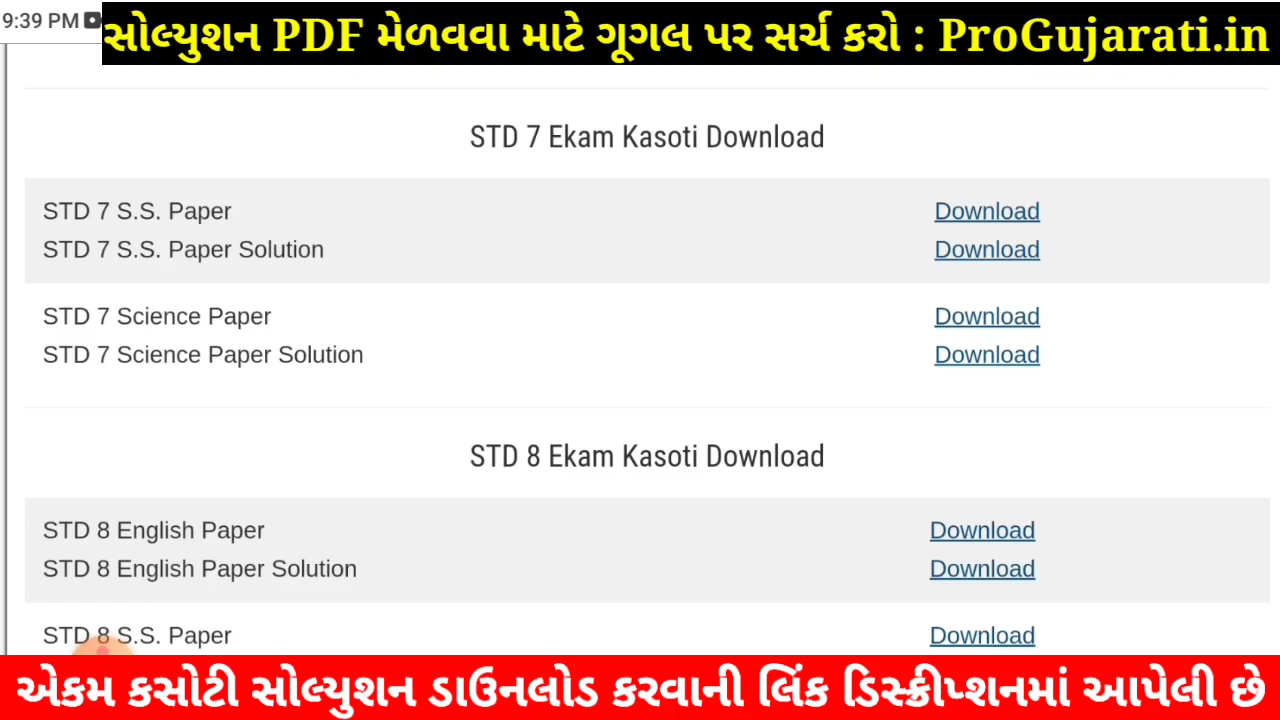 9:39 PM
સોલ્યુશન PDF મેળવવા માટે ગૂગલ પર સર્ચ કરો : ProGujarati.in
STD 7 Ekam Kasoti Download
STD 7 S.S. Paper Download
STD 7 S.S. Paper Solution Download
STD 7 Science Paper Download
STD 7 Science Paper Solution Download
STD 8 Ekam Kasoti Download
STD 8 English Paper Download
STD 8 English Paper Solution Download
STD 8 S.S. Paper Download
એકમ કસોટી સોલ્યુશન ડાઉનલોડ કરવાની લિંક ડિસ્ક્રીપ્શનમાં આપેલી છે